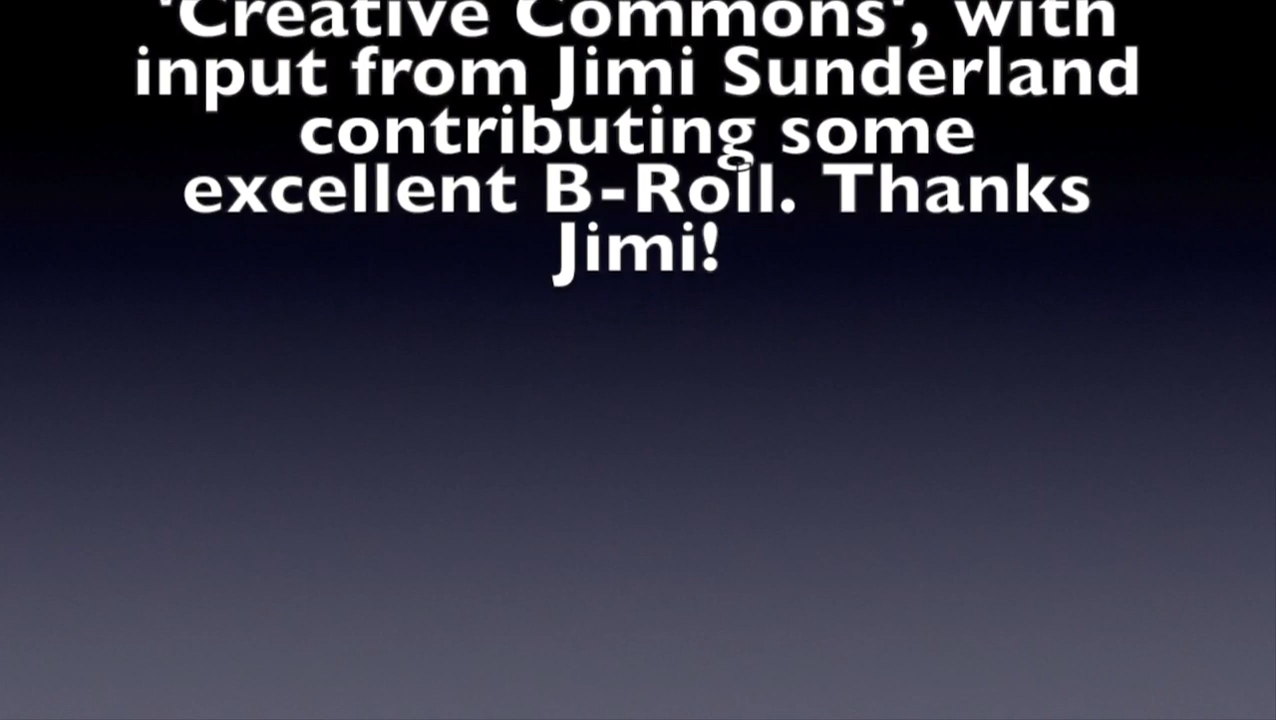 'Creative Commons', with
input from Jimi Sunderland
contributing some
excellent B-Roll. Thanks
Jimi!